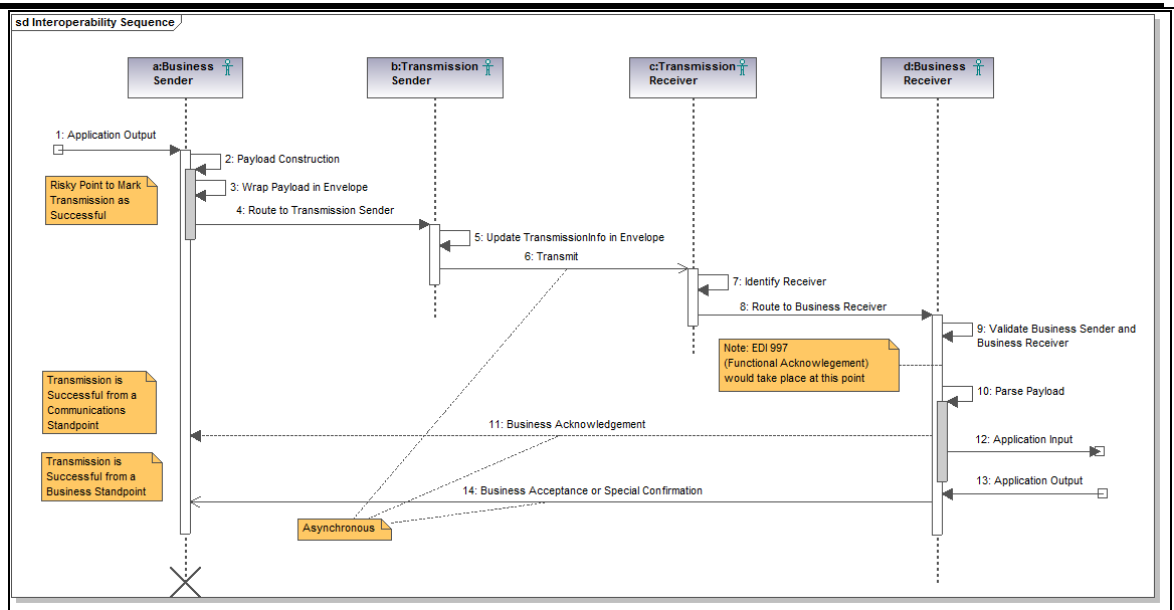 sd Interoperability Sequence
a:Business
Sender
b:Transmission
Sender
c:Transmission
Receiver
d:Business
Receiver
1: Application Output
2: Payload Construction
Risky Point to Mark
Transmission as
Successful
3: Wrap Payload in Envelope
4: Route to Transmission Sender
5: Update TransmissionInfo in Envelope
6: Transmit
7: Identify Receiver
8: Route to Business Receiver
9: Validate Business Sender and
Business Receiver
Note: EDI 997
(Functional Acknowlegement)
would take place at this point
Transmission is
Successful from a
Communications
Standpoint
10: Parse Payload
11: Business Acknowledgement
12: Application Input
Transmission is
Successful from a
Business Standpoint
13: Application Output
14: Business Acceptance or Special Confirmation
Asynchronous